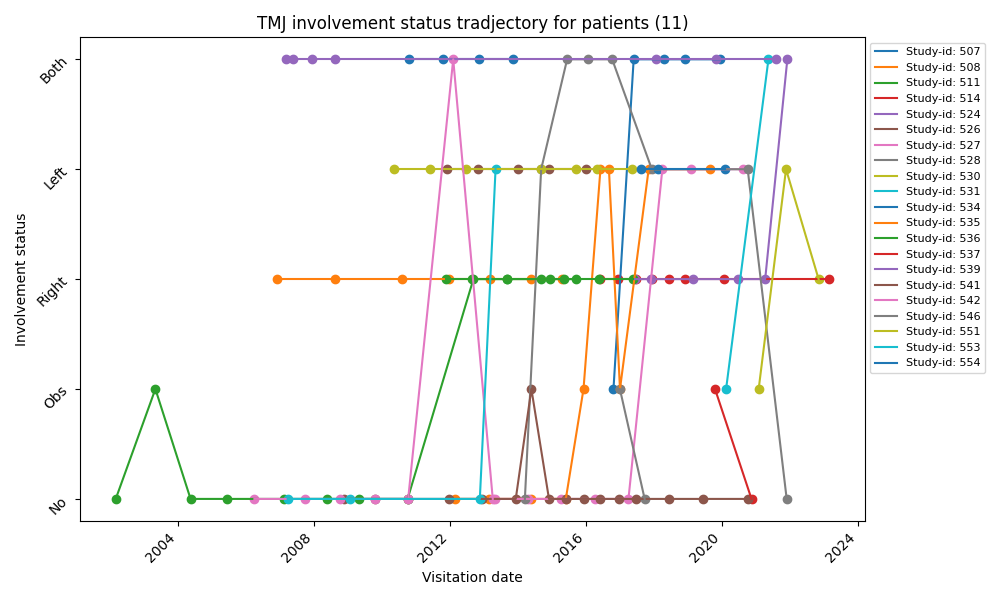 TMJ involvement status tradjectory for patients (11)
Involvement status
Both
Left
Right
Obs
No
2004
2008
2012
2016
2020
2024
Visitation date
Study-id: 507
Study-id: 508
Study-id: 511
Study-id: 514
Study-id: 524
Study-id: 526
Study-id: 527
Study-id: 528
Study-id: 530
Study-id: 531
Study-id: 534
Study-id: 535
Study-id: 536
Study-id: 537
Study-id: 539
Study-id: 541
Study-id: 542
Study-id: 546
Study-id: 551
Study-id: 553
Study-id: 554